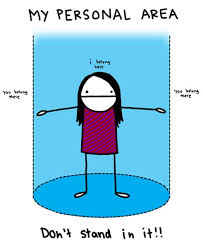 MY PERSONAL AREA
i belong
here
you belong
there
you belong
there
Don't stand in it!!